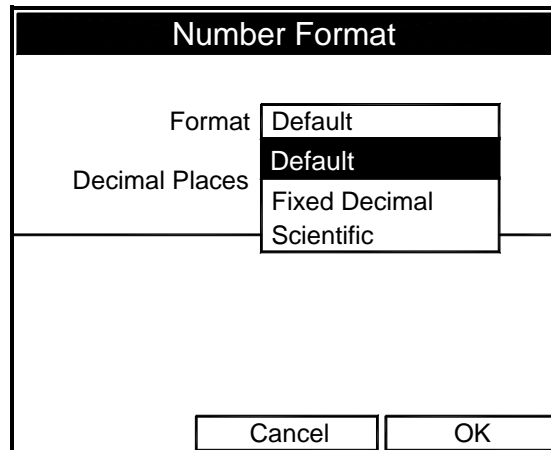 Number Format
Format Default
Default
Decimal Places
Fixed Decimal
Scientific
Cancel OK